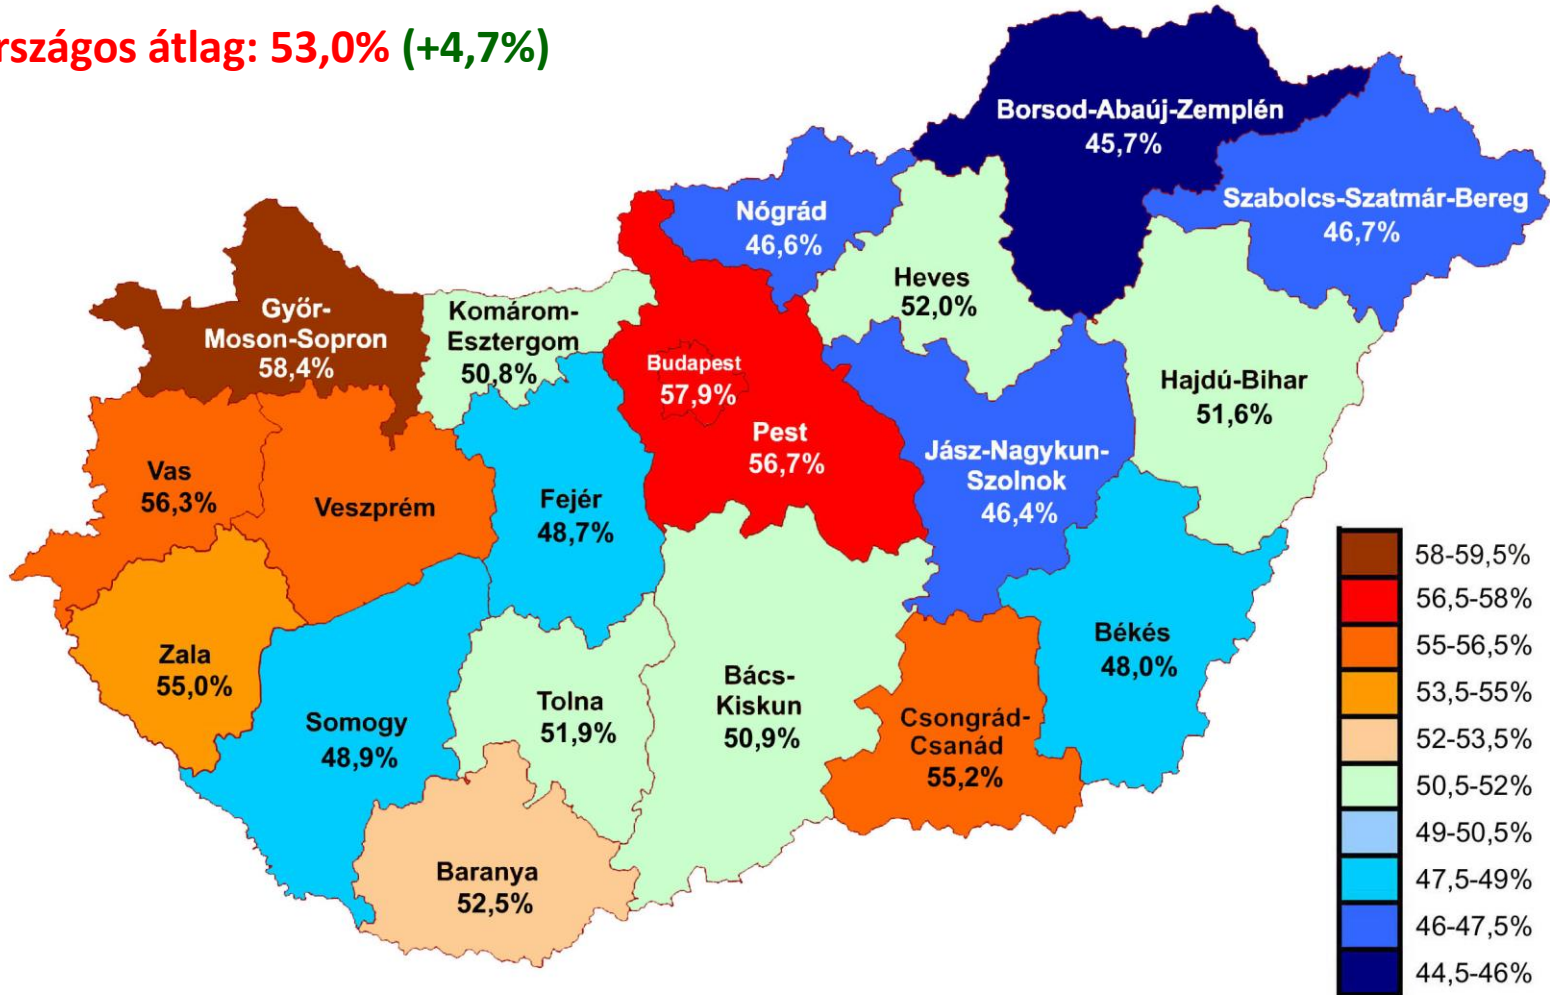 rszágos átlag: 53,0% (+4,7%)
Borsod-Abaúj-Zemplén
45,7%
Szabolcs-Szatmár-Bereg
46,7%
Nógrád
46,6%
Heves
52,0%
Győr-
Moson-Sopron
58,4%
Komárom-
Esztergom
50,8%
Budapest
57,9%
Pest
56,7%
Hajdú-Bihar
51,6%
Jász-Nagykun-
Szolnok
46,4%
Vas
56,3%
Veszprém
Fejér
48,7%
Zala
55,0%
Somogy
48,9%
Tolna
51,9%
Bács-
Kiskun
50,9%
Csongrád-
Csanád
55,2%
Békés
48,0%
Baranya
52,5%
58-59,5%
56,5-58%
55-56,5%
53,5-55%
52-53,5%
50,5-52%
49-50,5%
47,5-49%
46-47,5%
44,5-46%